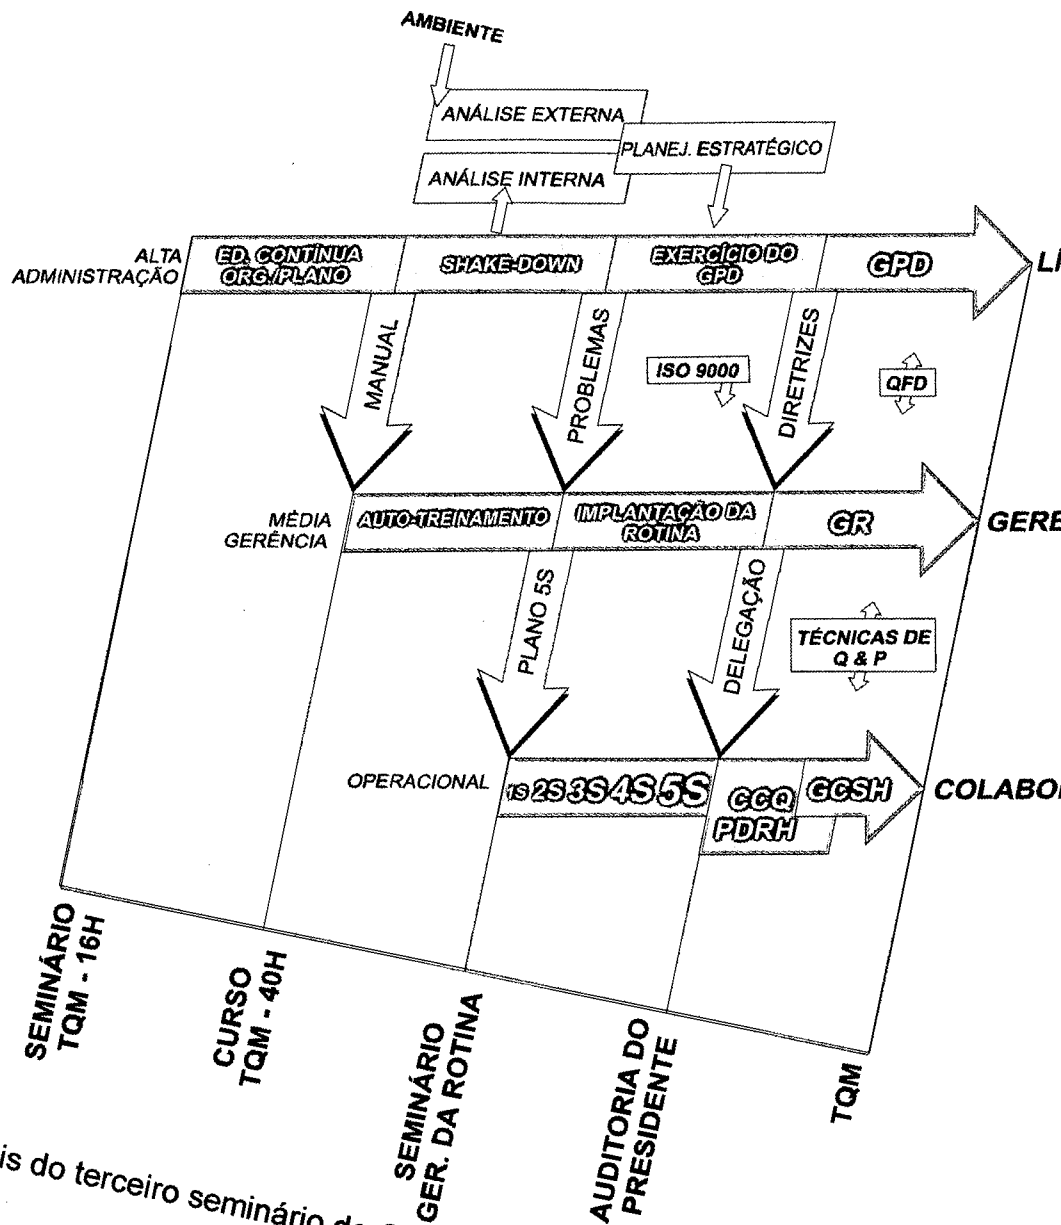 AMBIENTE
ANÁLISE EXTERNA
PLANEJ. ESTRATÉGICO
ANÁLISE INTERNA
ALTA
ADMINISTRAÇÃO
ED. CONTÍNUA
ORG./PLANO
SHAKE-DOWN
EXERCÍCIO DO
GPD
GPD
MANUAL
PROBLEMAS
ISO 9000
DIRETRIZES
QFD
MÉDIA
GERÊNCIA
AUTO-TREINAMENTO
IMPLANTAÇÃO DA
ROTINA
GR
PLANO 5S
DELEGAÇÃO
TÉCNICAS DE
Q & P
OPERACIONAL
1S 2S 3S 4S 5S
CCQ
PDRH
GCSH
SEMINÁRIO
TQM - 16H
CURSO
TQM - 40H
SEMINÁRIO
GER. DA ROTINA
AUDITORIA DO
PRESIDENTE
TQM
do terceiro seminário